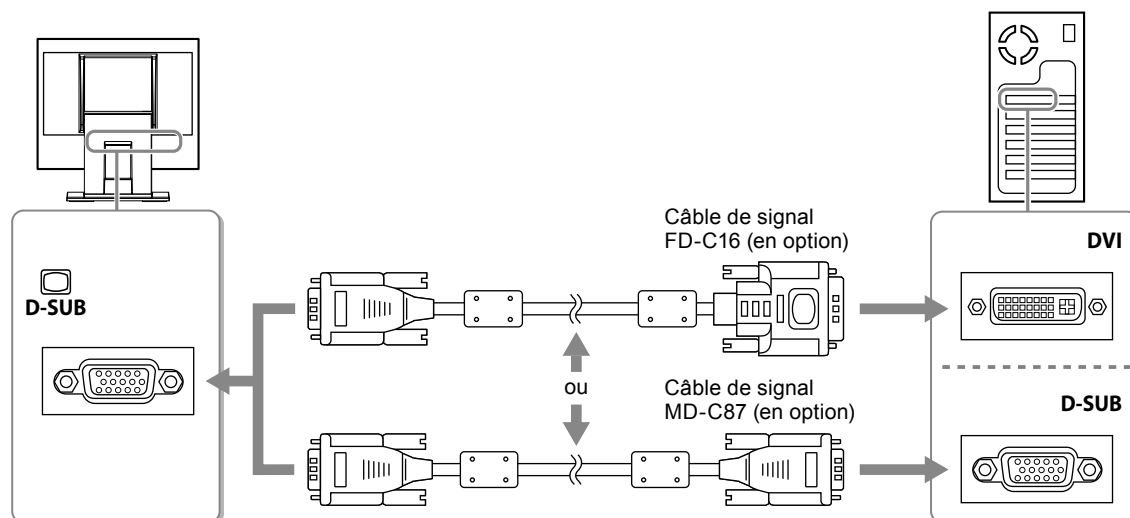 Câble de signal
FD-C16 (en option)
DVI
D-SUB
ou
Câble de signal
MD-C87 (en option)
D-SUB